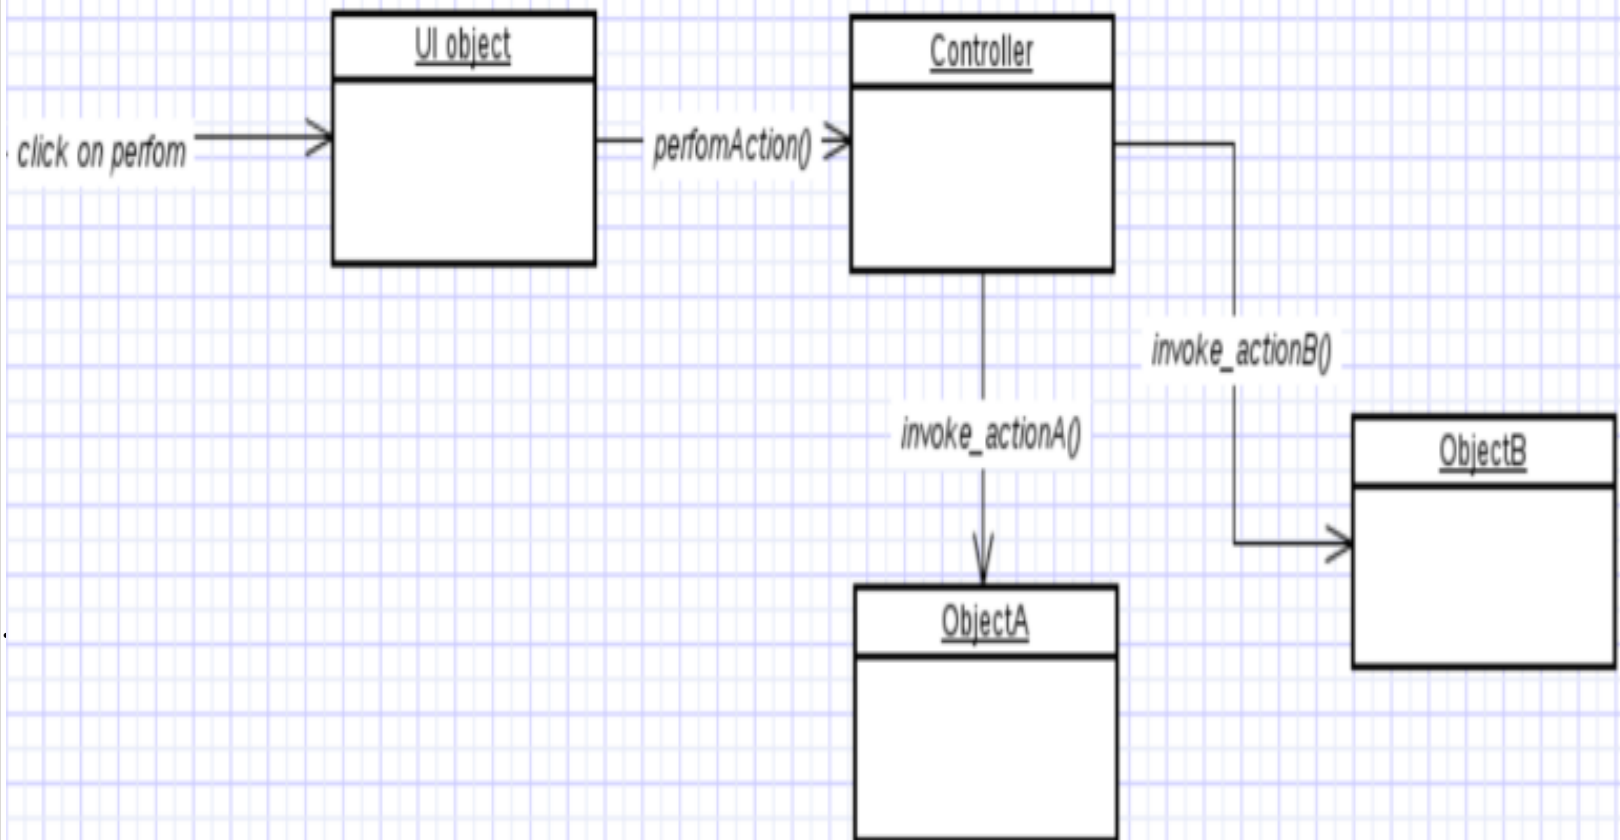 UI object
Controller
click on perfom
perfomAction()
invoke_actionB()
invoke_actionA()
ObjectB
ObjectA